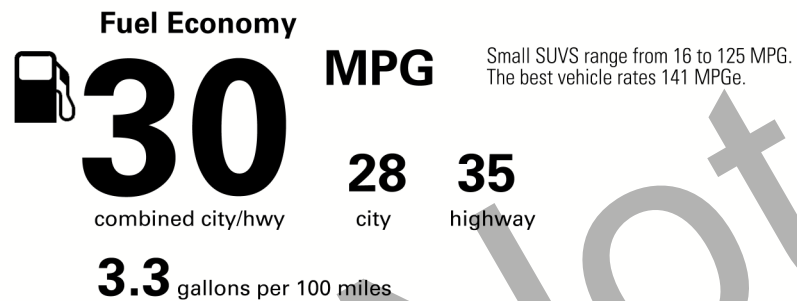 Fuel Economy
30 MPG
Small SUVS range from 16 to 125 MPG.
The best vehicle rates 141 MPGe.
28 35
combined city/hwy city highway
3.3 gallons per 100 miles
Not